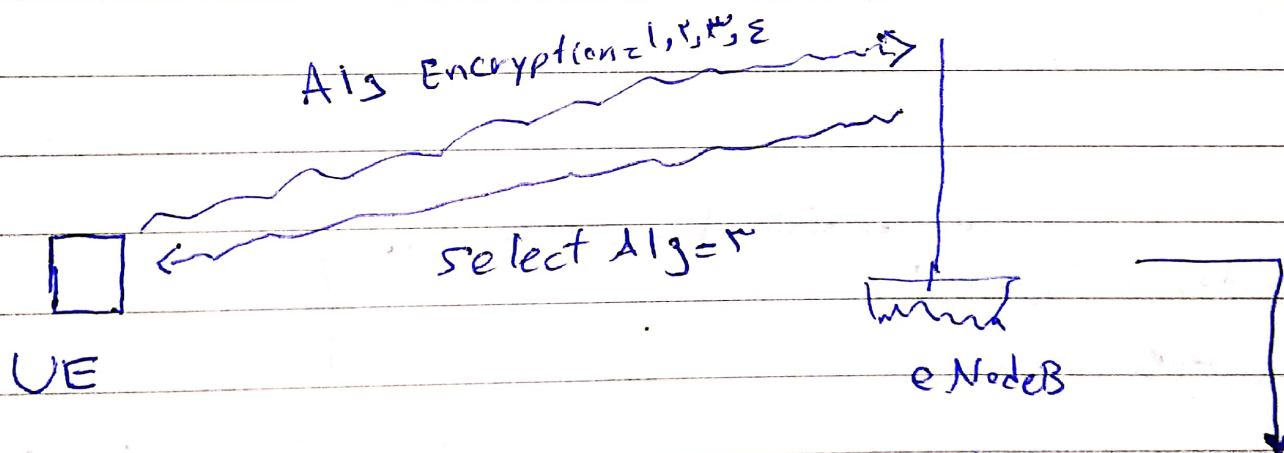 Alg Encryption=١,٢,٣,٤
select Alg=٢
UE
eNodeB